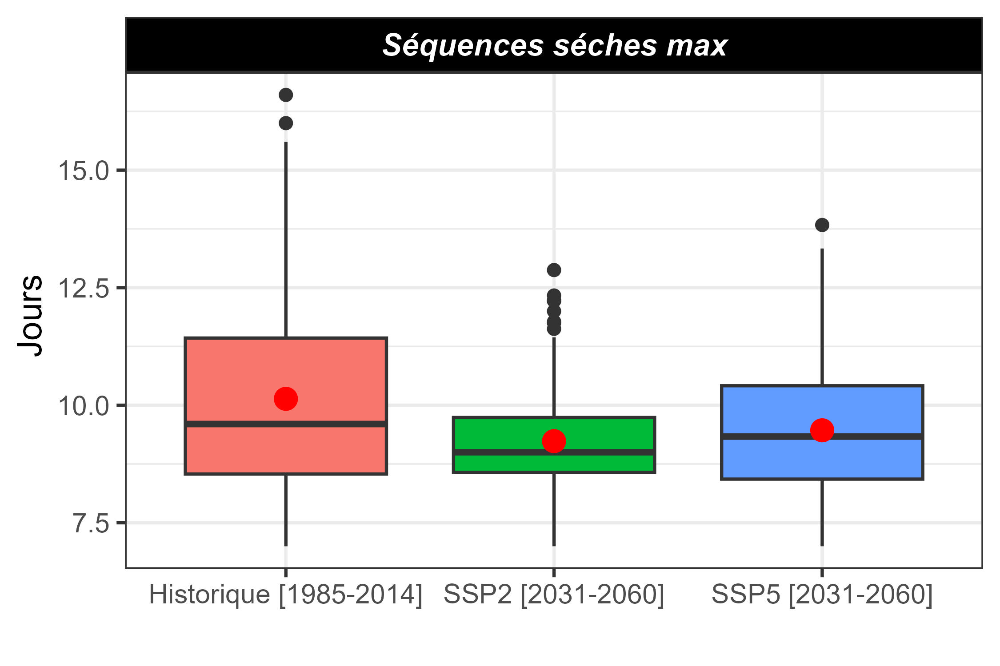 Séquences séches max
Jours
15.0
12.5
10.0
7.5
Historique [1985-2014]
SSP2 [2031-2060]
SSP5 [2031-2060]